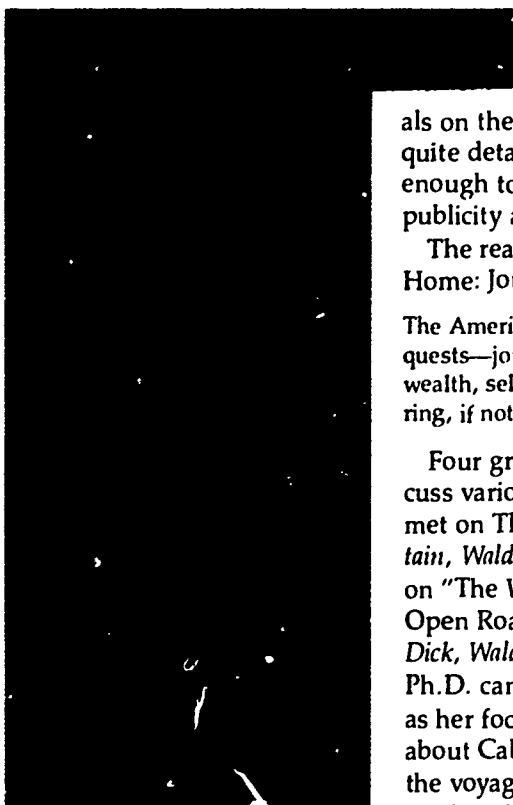 als on the
quite deta
enough to
publicity a
The rea
Home: Jou
The Ameri
quests—jo
wealth, sel
ring, if not
Four gr
cuss vario
met on Th
tain, Wald
on "The W
Open Roa
Dick, Wald
Ph.D. can
as her foc
about Cal
the voyag